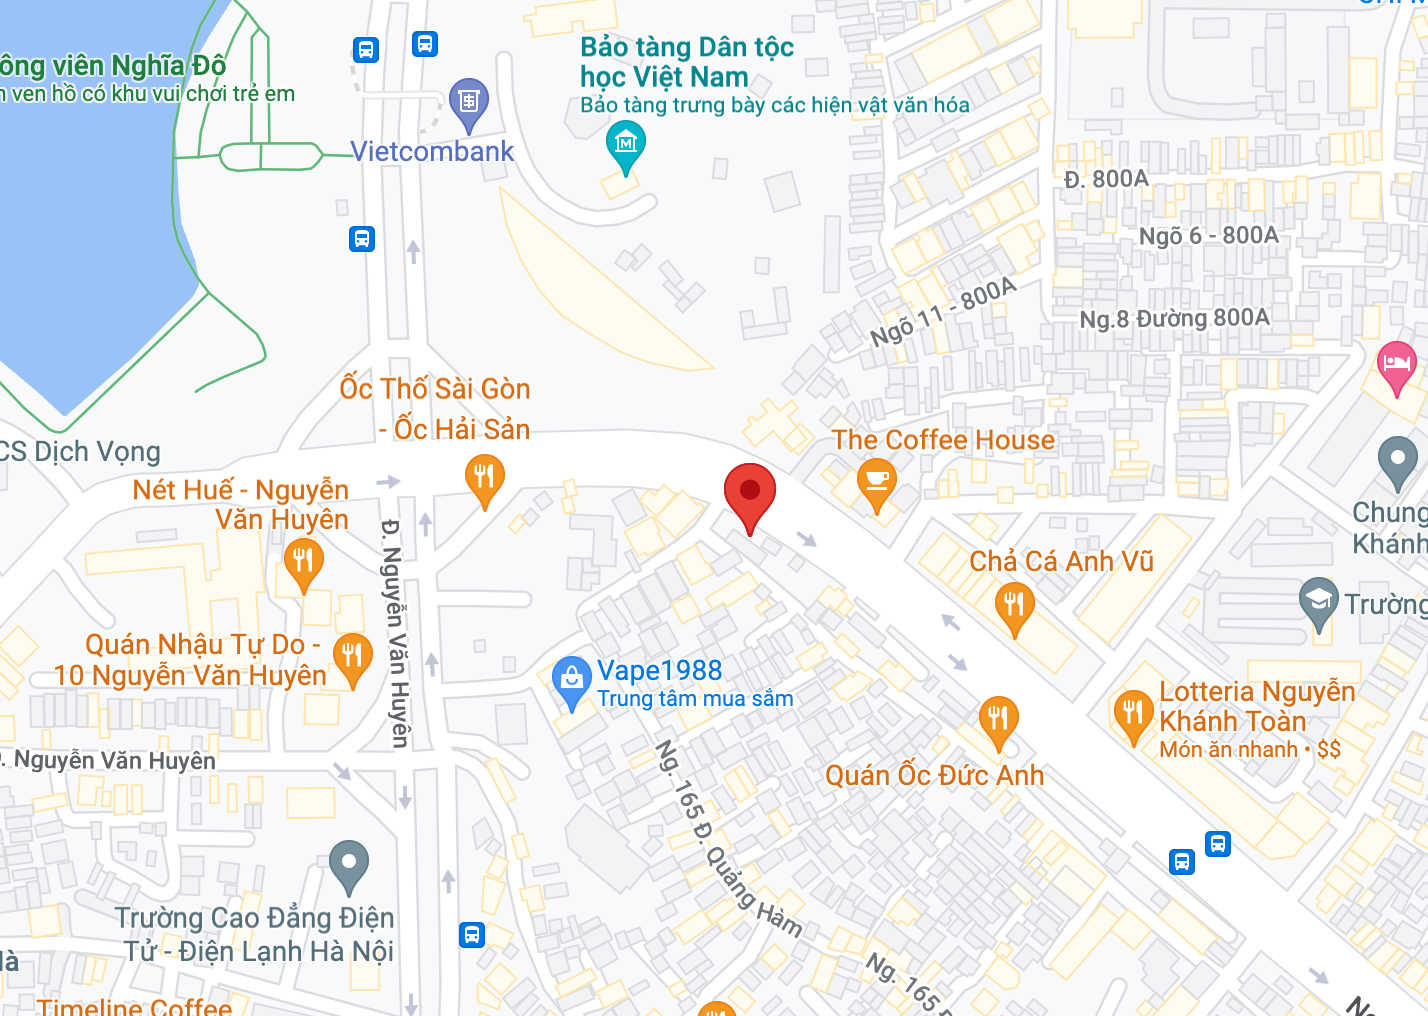 ông viên Nghĩa Đô
ven hồ có khu vui chơi trẻ em
Bảo tàng Dân tộc
học Việt Nam
Bảo tàng trưng bày các hiện vật văn hóa
Vietcombank
Đ. 800A
Ngõ 6 - 800A
Ngõ 11 - 800A
Ng.8 Đường 800A
Ốc Thố Sài Gòn
- Ốc Hải Sản
CS Dịch Vọng
The Coffee House
Nét Huế - Nguyễn
Văn Huyên
Chung
Khánh
Đ. Nguyễn Văn Huyên
Chả Cá Anh Vũ
Trường
Quán Nhậu Tự Do -
10 Nguyễn Văn Huyên
Vape1988
Trung tâm mua sắm
Lotteria Nguyễn
Khánh Toàn
Món ăn nhanh • $$
Đ. Nguyễn Văn Huyên
Quán Ốc Đức Anh
Ng. 165 Đ. Quảng Hàm
Trường Cao Đẳng Điện
Tử - Điện Lạnh Hà Nội
Ng. 165
Timeline Coffee